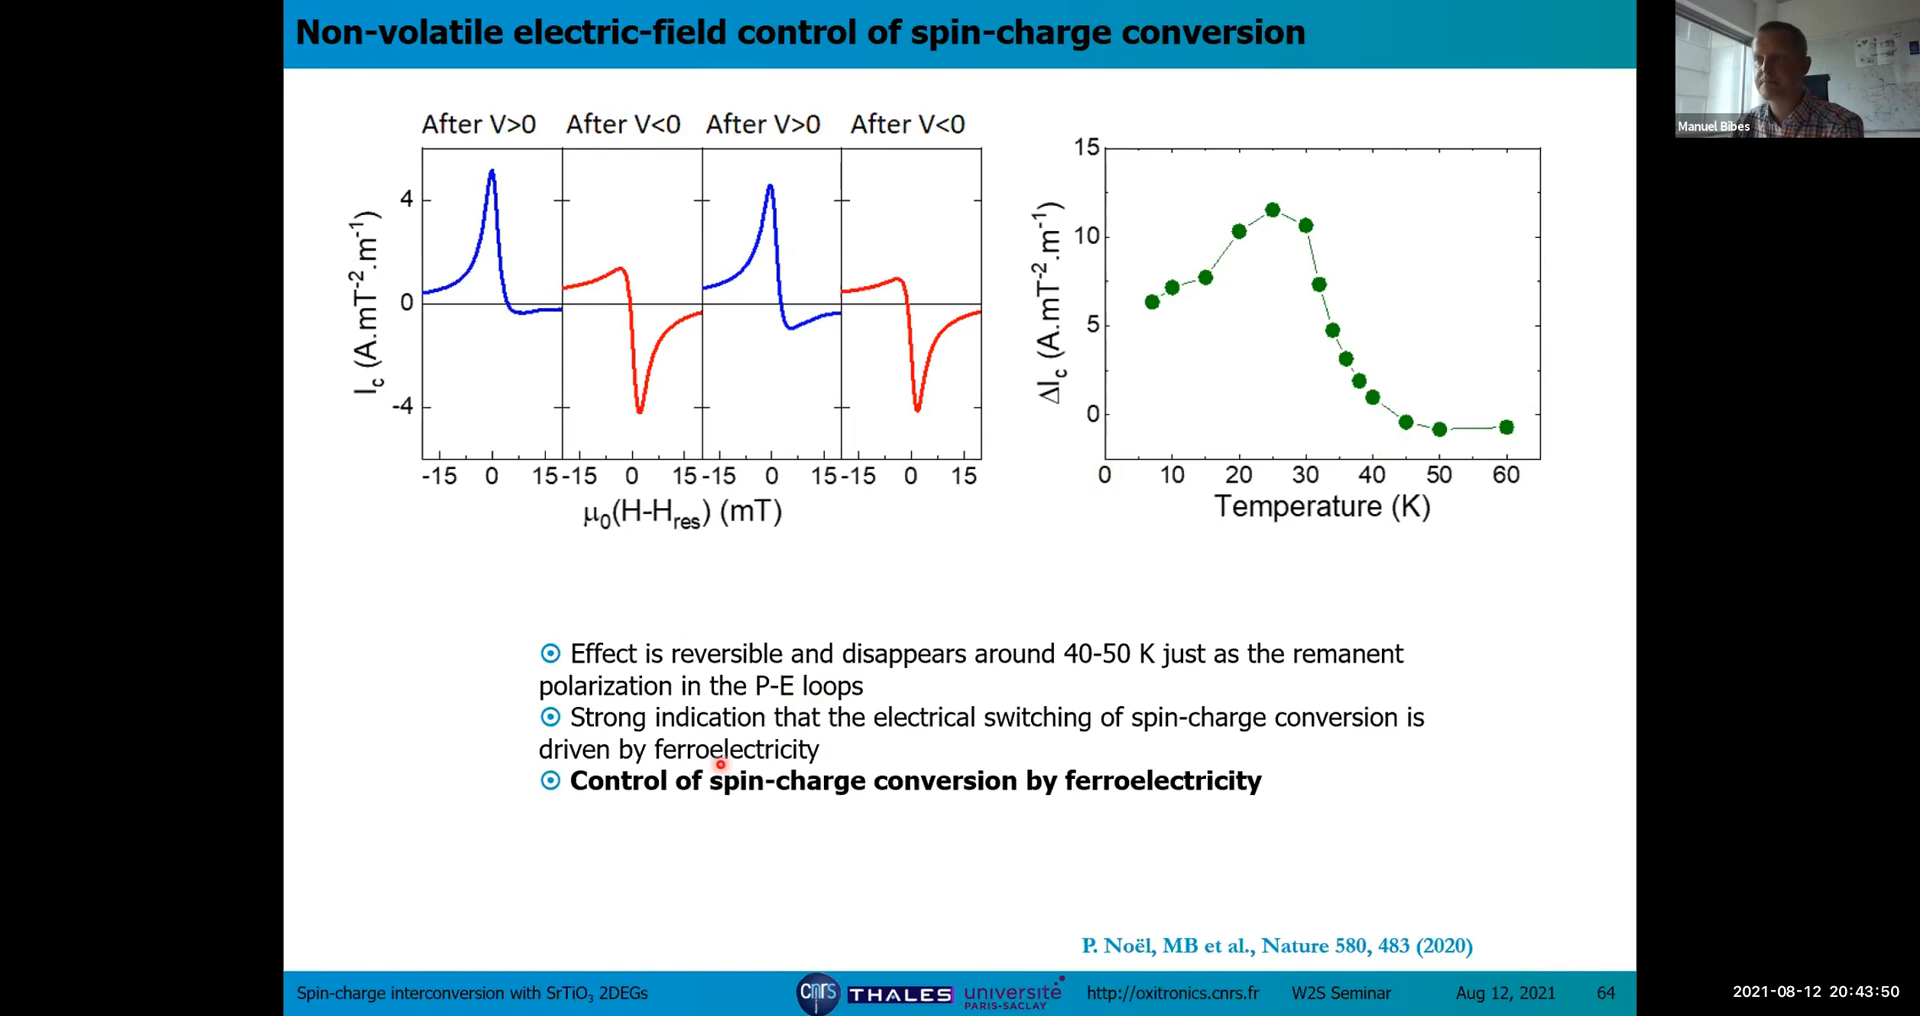 Non-volatile electric-field control of spin-charge conversion
Manuel Bibes
After V>0 After V<0 After V>0 After V<0
4
0
-4
I_c (A.mT⁻².m⁻¹)
-15 0 15 -15 0 15 -15 0 15 -15 0 15
μ₀(H-H_res) (mT)
15
10
5
0
ΔI_c (A.mT⁻².m⁻¹)
0 10 20 30 40 50 60
Temperature (K)
Effect is reversible and disappears around 40-50 K just as the remanent
polarization in the P-E loops
Strong indication that the electrical switching of spin-charge conversion is
driven by ferroelectricity
Control of spin-charge conversion by ferroelectricity
P. Noël, MB et al., Nature 580, 483 (2020)
Spin-charge interconversion with SrTiO₃ 2DEGs
cnrs
THALES
université
PARIS-SACLAY
http://oxitronics.cnrs.fr
W2S Seminar
Aug 12, 2021
64
2021-08-12 20:43:50